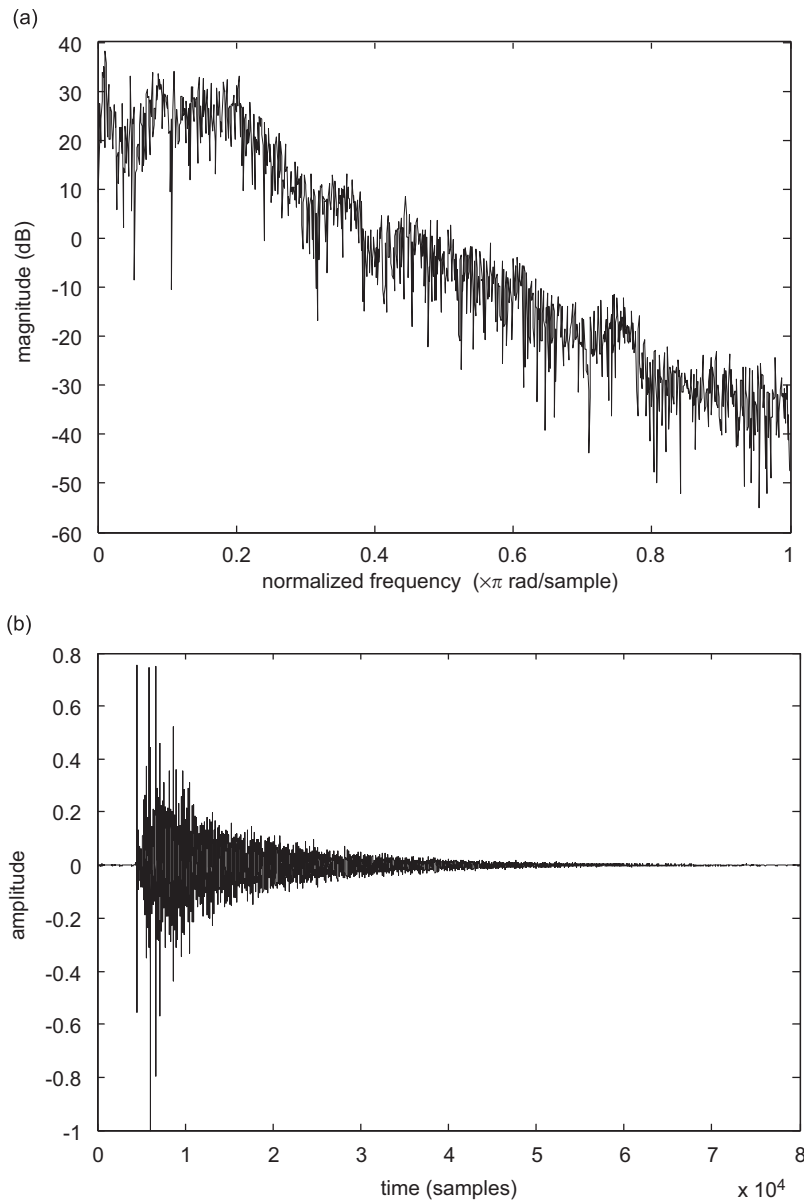 (a)
40
30
20
10
0
-10
-20
-30
-40
-50
-60
magnitude (dB)
0 0.2 0.4 0.6 0.8 1
normalized frequency (×π rad/sample)
(b)
0.8
0.6
0.4
0.2
0
-0.2
-0.4
-0.6
-0.8
-1
amplitude
0 1 2 3 4 5 6 7 8
time (samples)
x 10^4